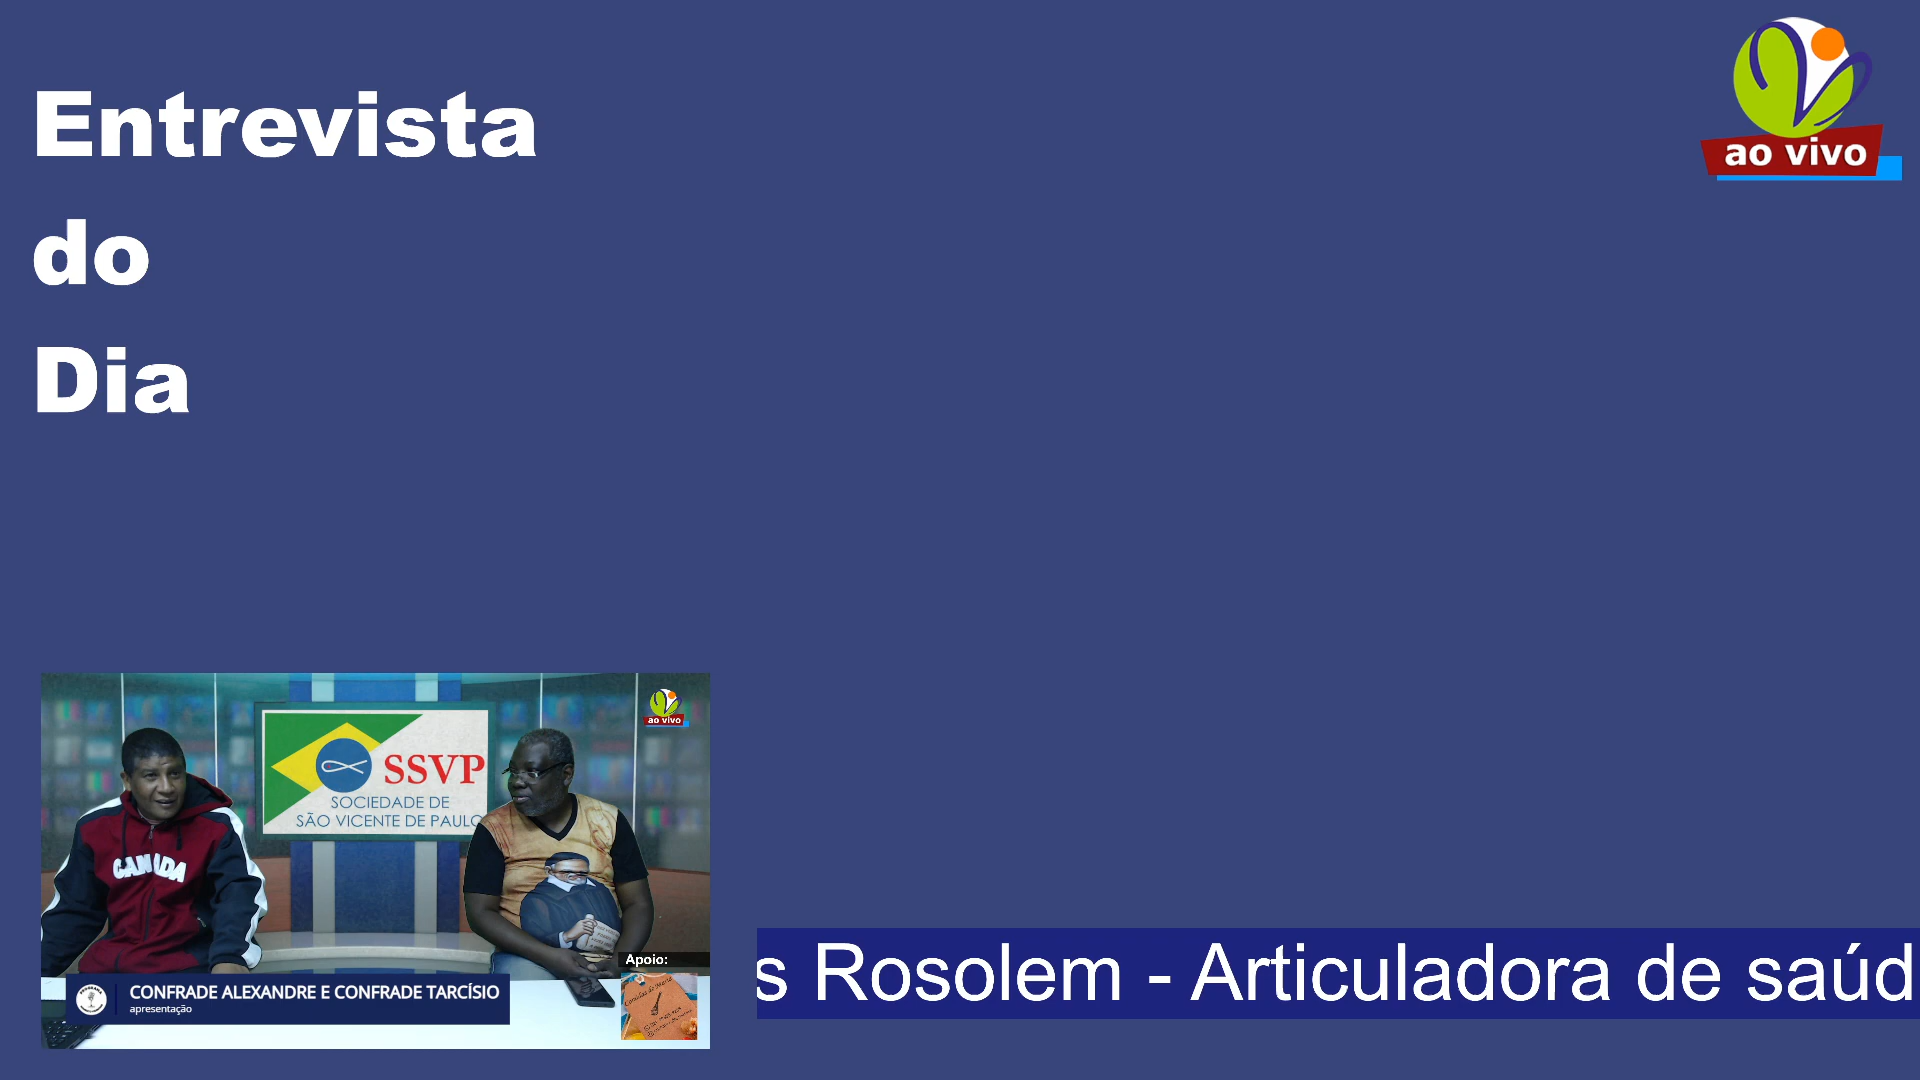 Entrevista
do
Dia
ao vivo
ao vivo
SSVP
SOCIEDADE DE
SÃO VICENTE DE PAULO
CANADA
Apoio:
CONFRADE ALEXANDRE E CONFRADE TARCÍSIO
apresentação
s Rosolem - Articuladora de saúd